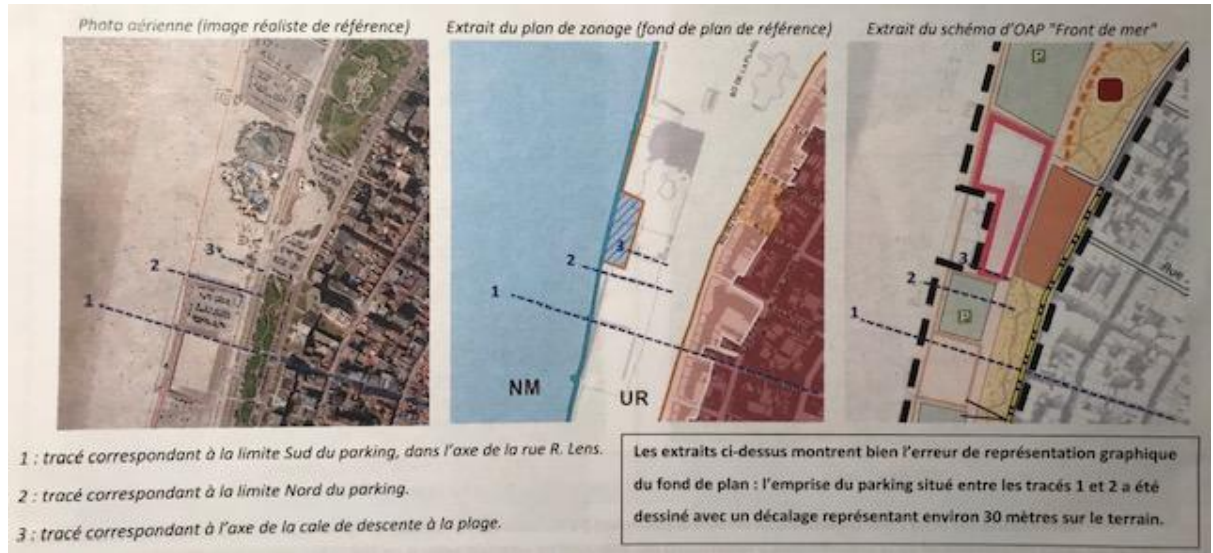 Photo aérienne (image réaliste de référence)
Extrait du plan de zonage (fond de plan de référence)
Extrait du schéma d'OAP "Front de mer"
3
2
1
BD DE LA PLAGE
3
2
1
NM
UR
P
3
2
1
P
Rue
1 : tracé correspondant à la limite Sud du parking, dans l'axe de la rue R. Lens.
2 : tracé correspondant à la limite Nord du parking.
3 : tracé correspondant à l'axe de la cale de descente à la plage.
Les extraits ci-dessus montrent bien l'erreur de représentation graphique
du fond de plan : l'emprise du parking situé entre les tracés 1 et 2 a été
dessiné avec un décalage représentant environ 30 mètres sur le terrain.